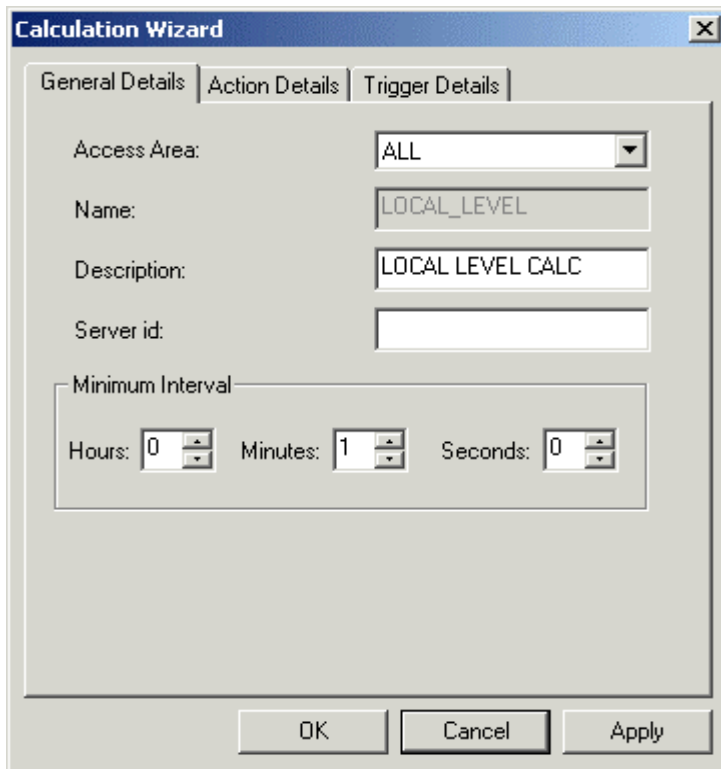 Calculation Wizard
General Details Action Details Trigger Details
Access Area: ALL
Name: LOCAL_LEVEL
Description: LOCAL LEVEL CALC
Server id:
Minimum Interval
Hours: 0 Minutes: 1 Seconds: 0
OK Cancel Apply